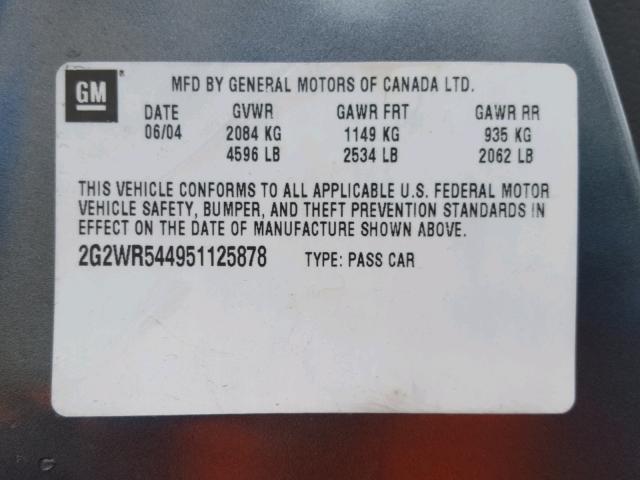 GM
MFD BY GENERAL MOTORS OF CANADA LTD.
DATE GVWR GAWR FRT GAWR RR
06/04 2084 KG 1149 KG 935 KG
4596 LB 2534 LB 2062 LB
THIS VEHICLE CONFORMS TO ALL APPLICABLE U.S. FEDERAL MOTOR
VEHICLE SAFETY, BUMPER, AND THEFT PREVENTION STANDARDS IN
EFFECT ON THE DATE OF MANUFACTURE SHOWN ABOVE.
2G2WR544951125878 TYPE: PASS CAR